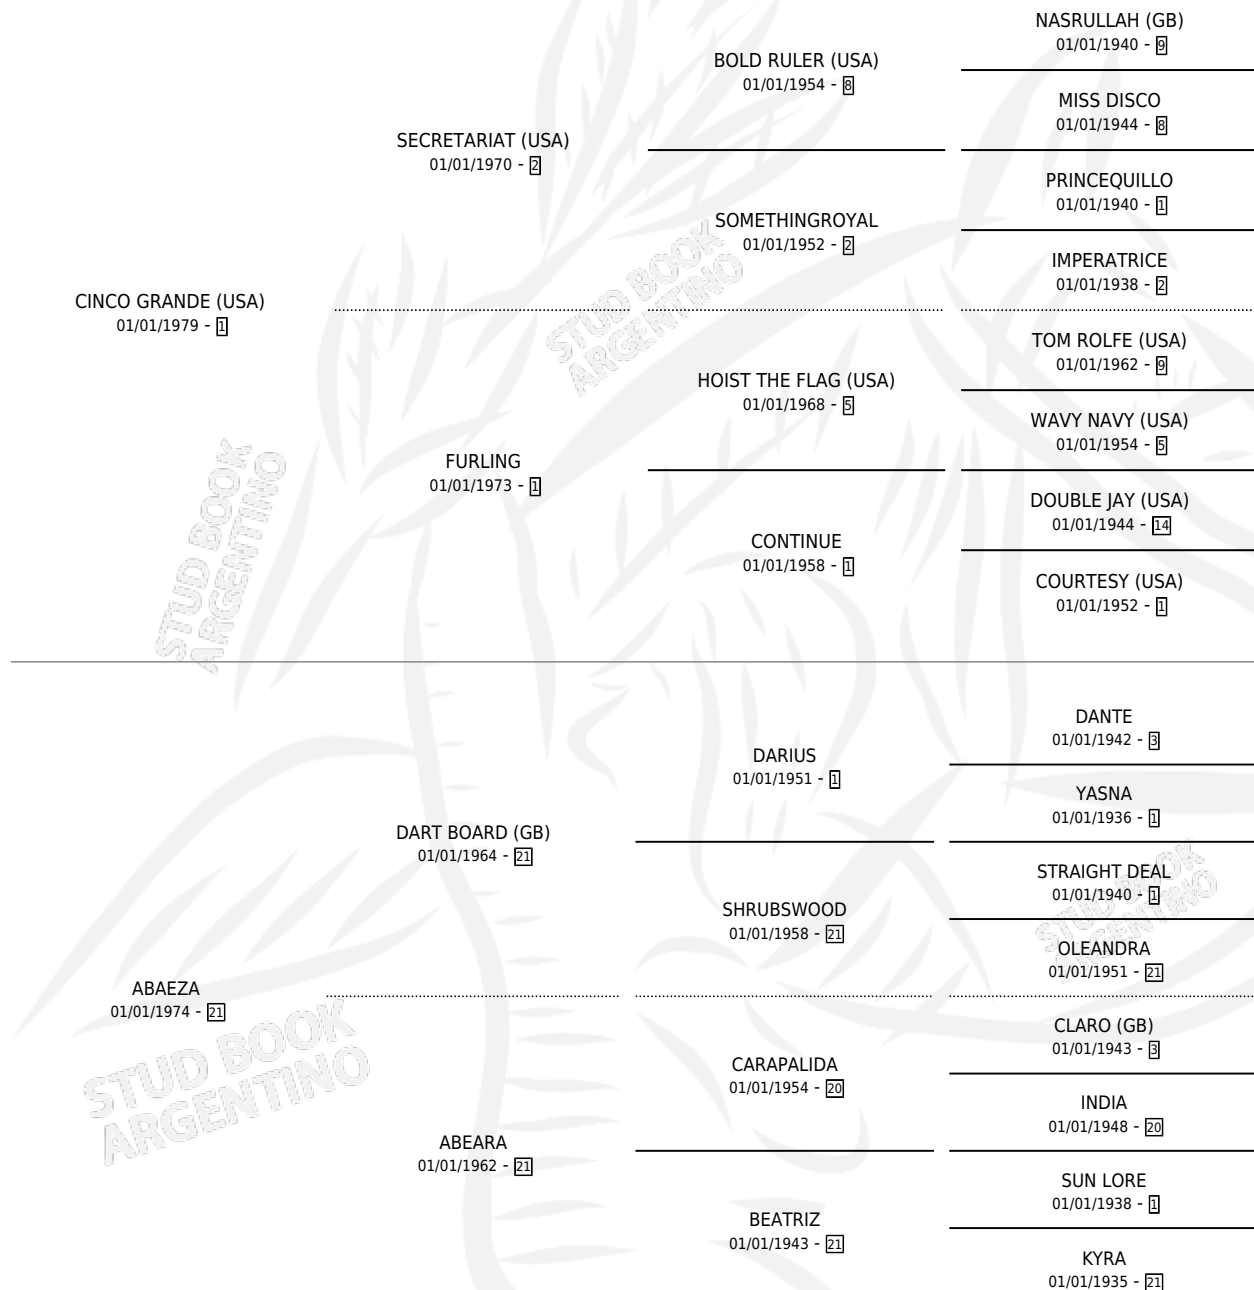 NASRULLAH (GB)
01/01/1940 - 9
BOLD RULER (USA)
01/01/1954 - 8
MISS DISCO
01/01/1944 - 8
SECRETARIAT (USA)
01/01/1970 - 2
PRINCEQUILLO
01/01/1940 - 1
SOMETHINGROYAL
01/01/1952 - 2
IMPERATRICE
01/01/1938 - 2
CINCO GRANDE (USA)
01/01/1979 - 1
TOM ROLFE (USA)
01/01/1962 - 9
HOIST THE FLAG (USA)
01/01/1968 - 5
WAVY NAVY (USA)
01/01/1954 - 5
FURLING
01/01/1973 - 1
DOUBLE JAY (USA)
01/01/1944 - 14
CONTINUE
01/01/1958 - 1
COURTESY (USA)
01/01/1952 - 1
DANTE
01/01/1942 - 3
DARIUS
01/01/1951 - 1
YASNA
01/01/1936 - 1
DART BOARD (GB)
01/01/1964 - 21
STRAIGHT DEAL
01/01/1940 - 1
SHRUBSWOOD
01/01/1958 - 21
OLEANDRA
01/01/1951 - 21
ABAEZA
01/01/1974 - 21
CLARO (GB)
01/01/1943 - 3
CARAPALIDA
01/01/1954 - 20
INDIA
01/01/1948 - 20
ABEARA
01/01/1962 - 21
SUN LORE
01/01/1938 - 1
BEATRIZ
01/01/1943 - 21
KYRA
01/01/1935 - 21
STUD BOOK
ARGENTINO
STUD BOOK
ARGENTINO
STUD BOOK
ARGENTINO
STUD BOOK
ARGENTINO